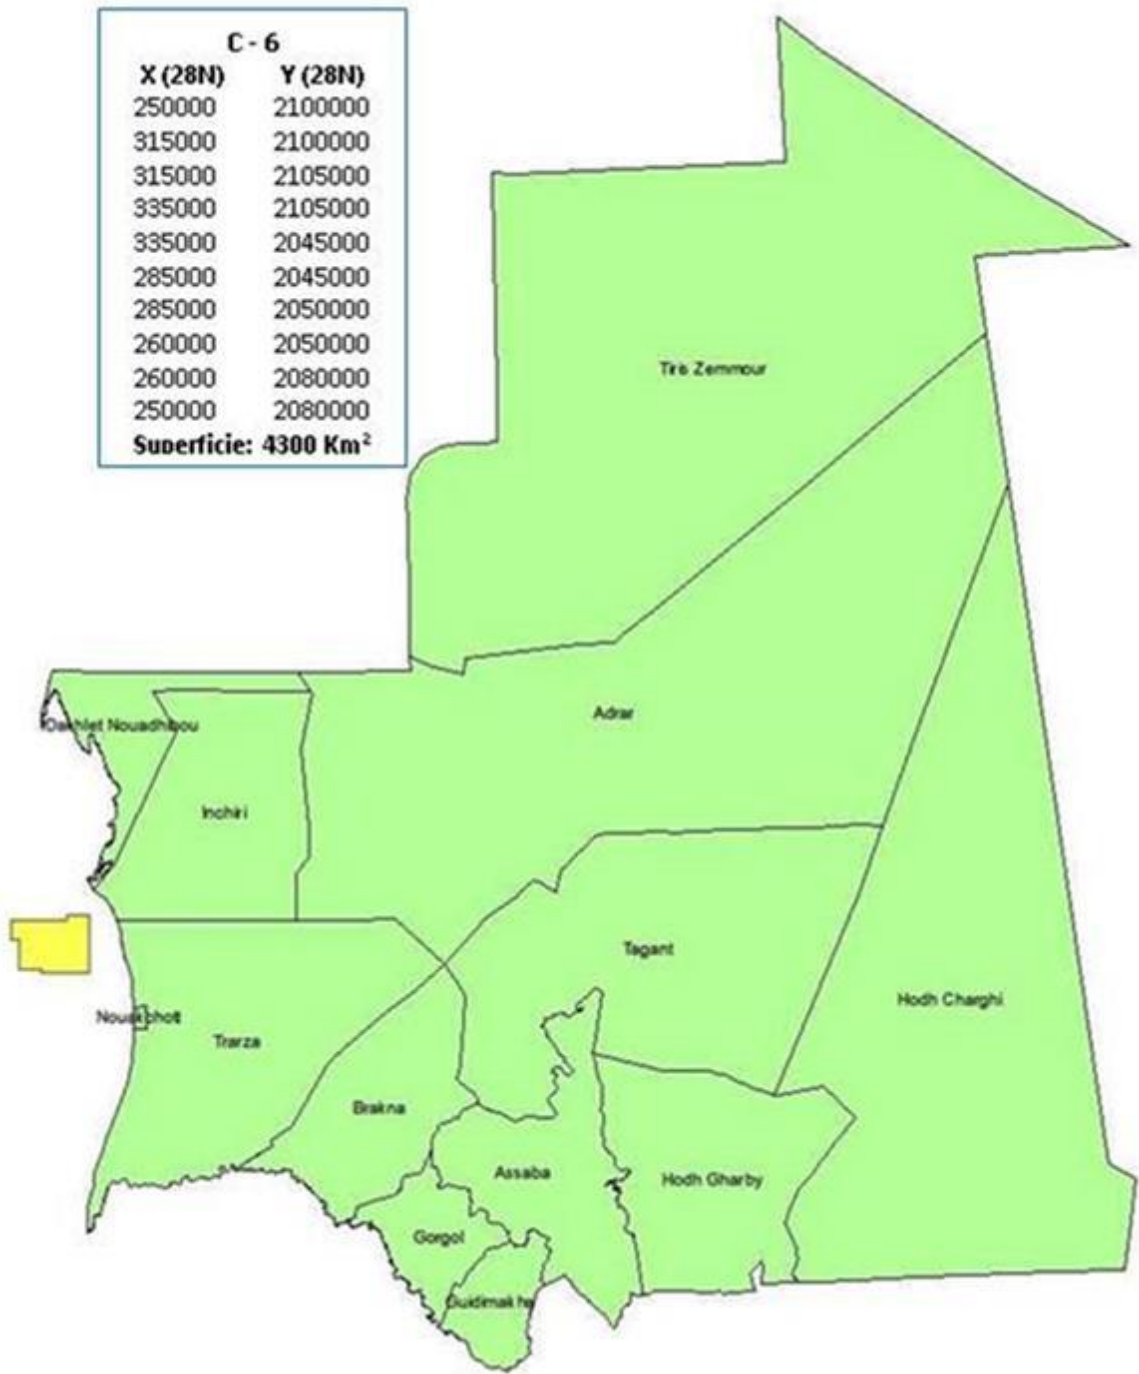 C - 6
X (28N) Y (28N)
250000 2100000
315000 2100000
315000 2105000
335000 2105000
335000 2045000
285000 2045000
285000 2050000
260000 2050000
260000 2080000
250000 2080000
Superficie: 4300 Km²
Tiris Zemmour
Adrar
Dakhlet Nouadhibou
Inchiri
Tagant
Hodh Charghi
Nouakchott
Trarza
Brakna
Assaba
Hodh Gharby
Gorgol
Guidimakha